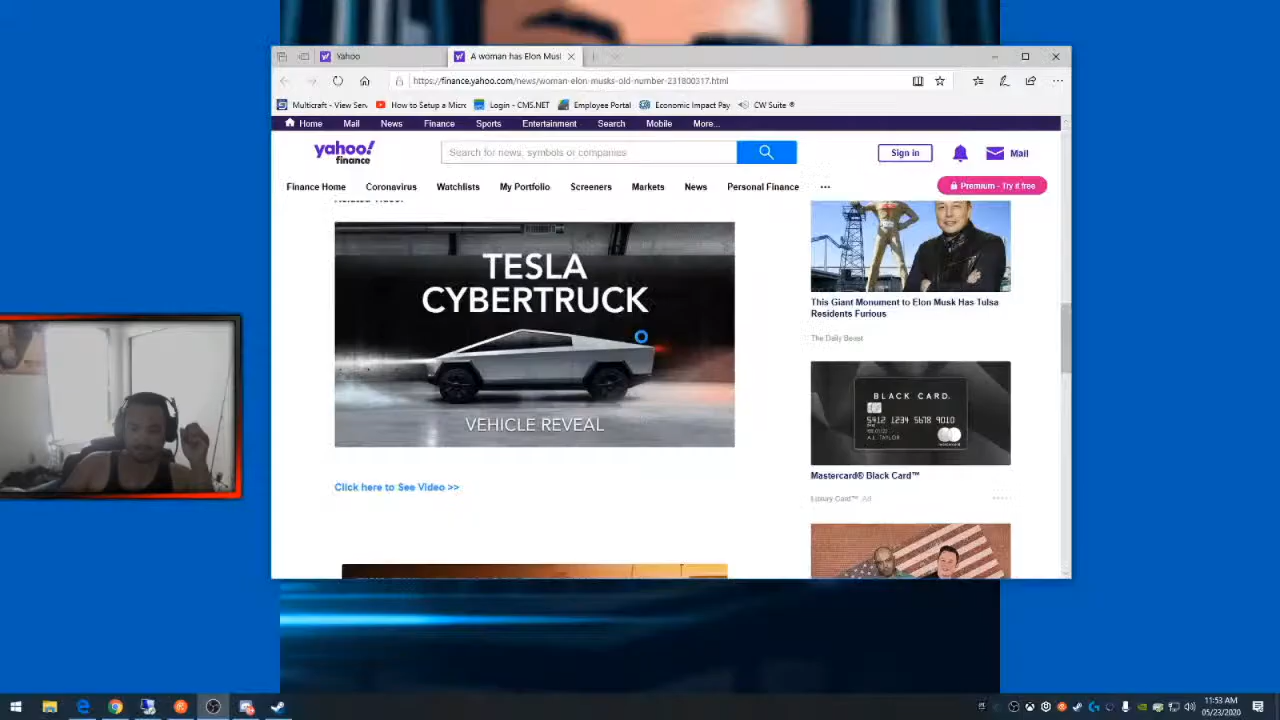 Yahoo
A woman has Elon Musl
https://finance.yahoo.com/news/woman-elon-musks-old-number-231800317.html
Multicraft - View Serv
How to Setup a Micr
Login - CMS.NET
Employee Portal
Economic Impact Pay
CW Suite ®
Home
Mail
News
Finance
Sports
Entertainment
Search
Mobile
More...
yahoo!
finance
Search for news, symbols or companies
Sign in
Mail
Finance Home
Coronavirus
Watchlists
My Portfolio
Screeners
Markets
News
Personal Finance
...
Premium - Try it free
TESLA
CYBERTRUCK
VEHICLE REVEAL
Click here to See Video >>
This Giant Monument to Elon Musk Has Tulsa
Residents Furious
The Daily Beast
BLACK CARD.
5412 1234 5678 9010
A.L. TAYLOR
Mastercard® Black Card™
Luxury Card™ Ad
11:53 AM
05/23/2020